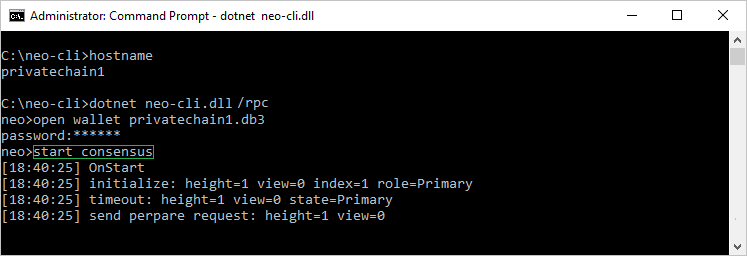 Administrator: Command Prompt - dotnet neo-cli.dll
C:\neo-cli>hostname
privatechain1
C:\neo-cli>dotnet neo-cli.dll /rpc
neo>open wallet privatechain1.db3
password:******
neo>start consensus
[18:40:25] OnStart
[18:40:25] initialize: height=1 view=0 index=1 role=Primary
[18:40:25] timeout: height=1 view=0 state=Primary
[18:40:25] send perpare request: height=1 view=0